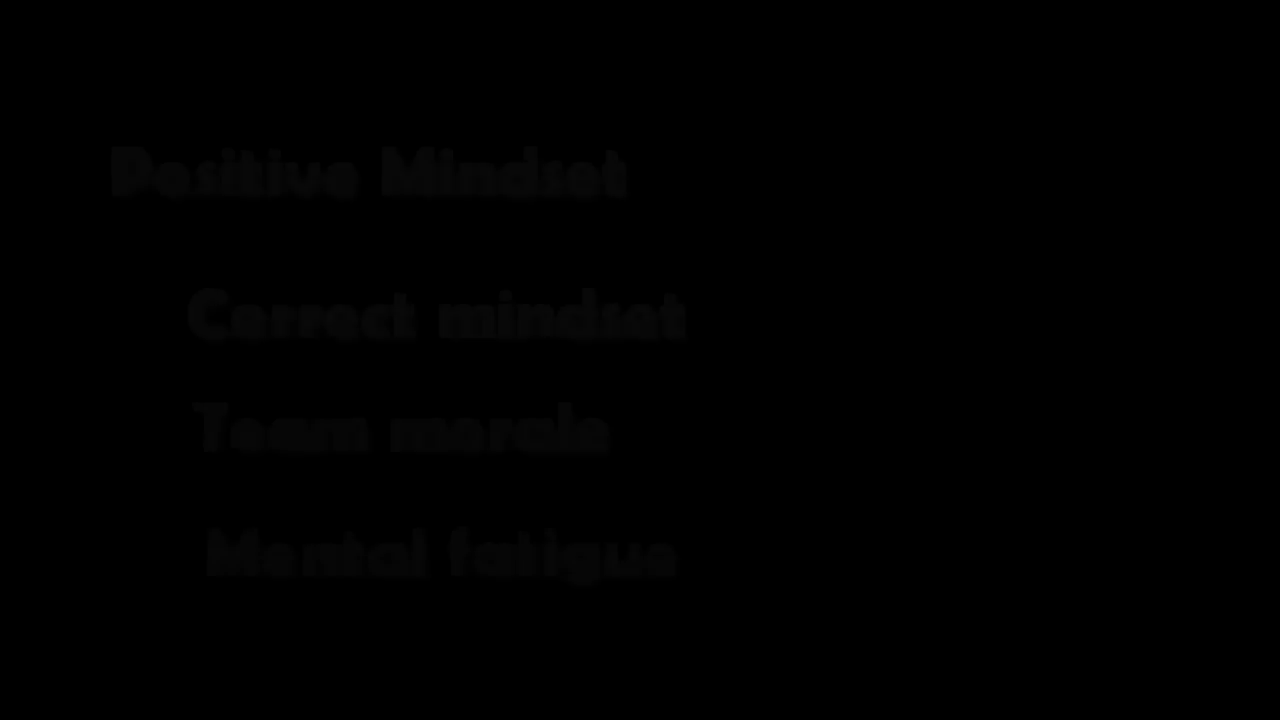 Positive Mindset
Correct mindset
Team morale
Mental fatigue